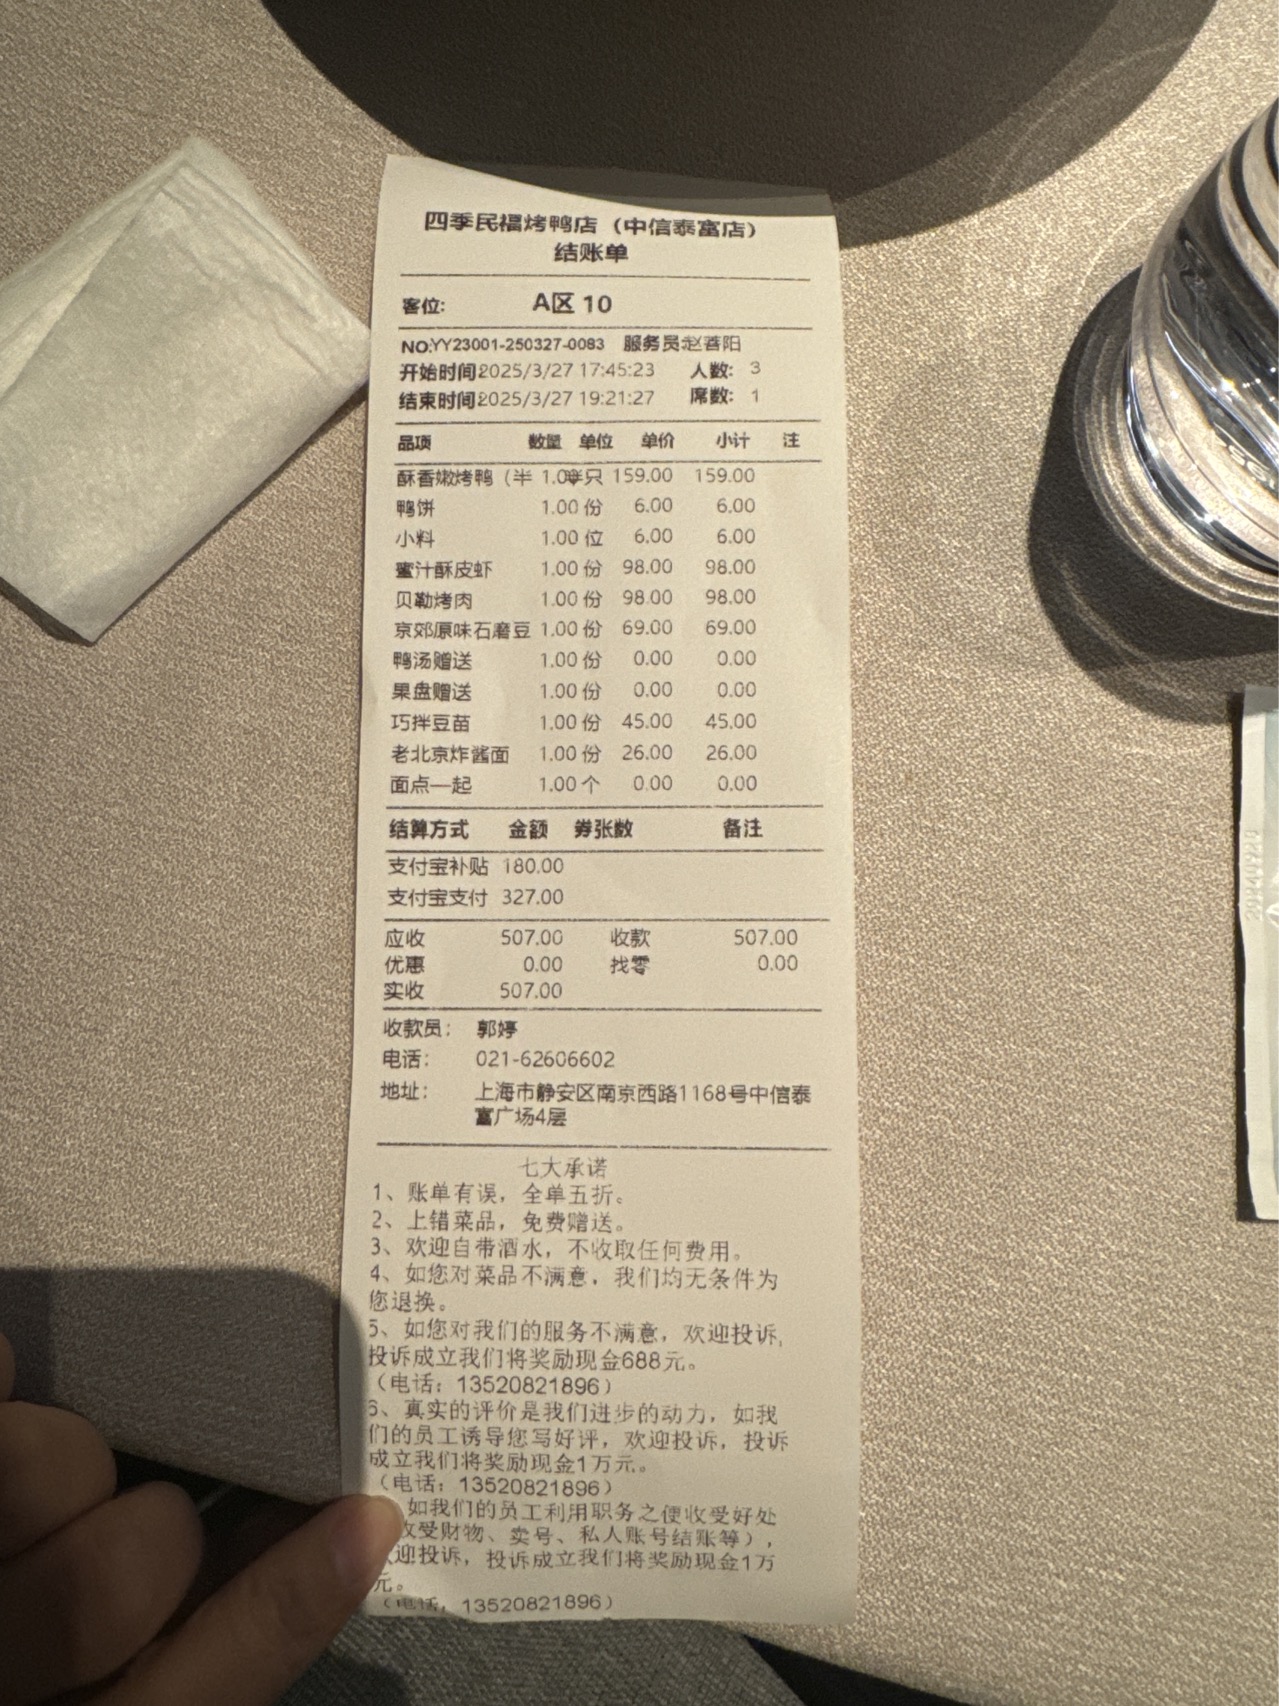 四季民福烤鸭店（中信泰富店）
结账单
客位: A区 10
NO:YY23001-250327-0083 服务员:赵
开始时间:2025/3/27 17:45:23 人数: 3
结束时间:2025/3/27 19:21:27 席数: 1
品项 数量 单位 单价 小计 注
酥香嫩烤鸭（半 1.00半只 159.00 159.00
鸭饼 1.00 份 6.00 6.00
小料 1.00 位 6.00 6.00
蜜汁酥皮虾 1.00 份 98.00 98.00
贝勒烤肉 1.00 份 98.00 98.00
京郊原味石磨豆 1.00 份 69.00 69.00
鸭汤赠送 1.00 份 0.00 0.00
果盘赠送 1.00 份 0.00 0.00
巧拌豆苗 1.00 份 45.00 45.00
老北京炸酱面 1.00 份 26.00 26.00
面点一起 1.00 个 0.00 0.00
结算方式 金额 券张数 备注
支付宝补贴 180.00
支付宝支付 327.00
应收 507.00 收款 507.00
优惠 0.00 找零 0.00
实收 507.00
收款员： 郭婷
电话： 021-62606602
地址： 上海市静安区南京西路1168号中信泰
富广场4层
七大承诺
1、账单有误，全单五折。
2、上错菜品，免费赠送。
3、欢迎自带酒水，不收取任何费用。
4、如您对菜品不满意，我们均无条件为
您退换。
5、如您对我们的服务不满意，欢迎投诉，
投诉成立我们将奖励现金688元。
（电话：13520821896）
6、真实的评价是我们进步的动力，如我
们的员工诱导您写好评，欢迎投诉，投诉
成立我们将奖励现金1万元。
（电话：13520821896）
如我们的员工利用职务之便收受好处
收受财物、卖号、私人账号结账等），
迎投诉，投诉成立我们将奖励现金1万
元。
（电话：13520821896）